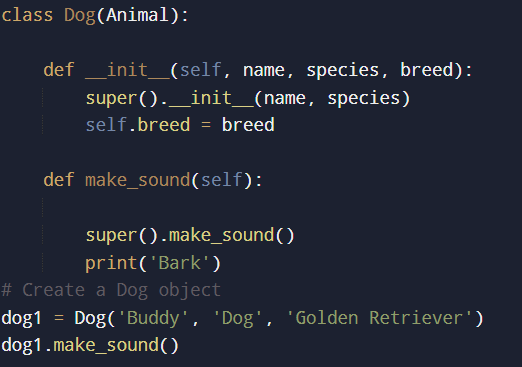 class Dog(Animal):
    def __init__(self, name, species, breed):
        super().__init__(name, species)
        self.breed = breed
    def make_sound(self):
        super().make_sound()
        print('Bark')
# Create a Dog object
dog1 = Dog('Buddy', 'Dog', 'Golden Retriever')
dog1.make_sound()